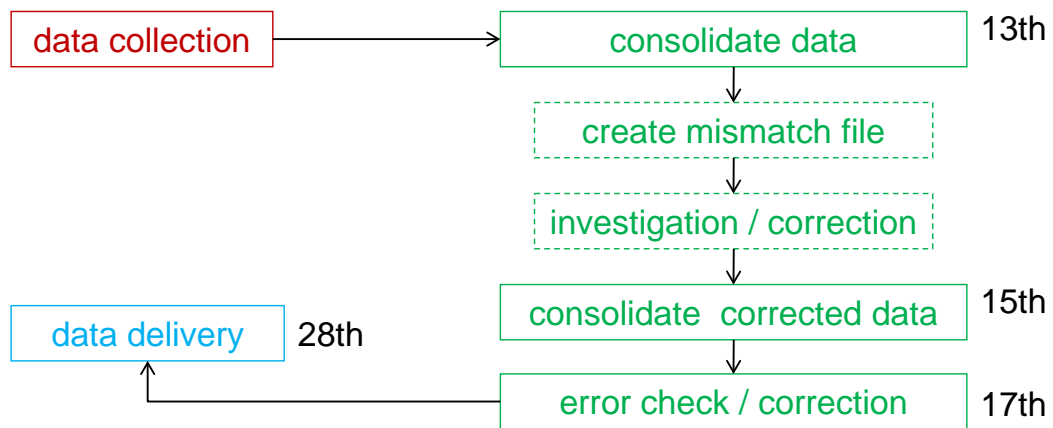 data collection
consolidate data
13th
create mismatch file
investigation / correction
consolidate  corrected data
15th
data delivery
28th
error check / correction
17th